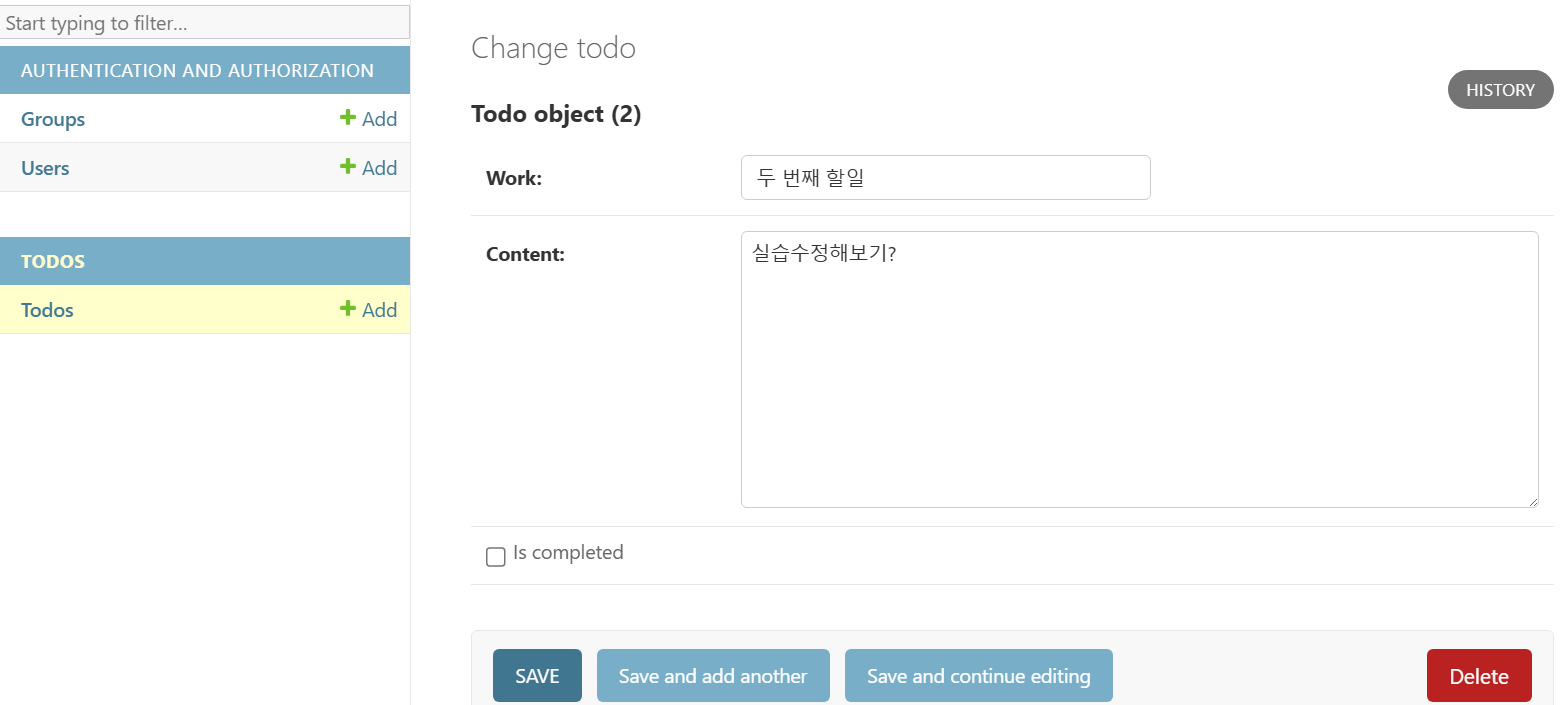 Start typing to filter...
AUTHENTICATION AND AUTHORIZATION
Groups + Add
Users + Add
TODOS
Todos + Add
Change todo
HISTORY
Todo object (2)
Work: 두 번째 할일
Content: 실습수정해보기?
Is completed
SAVE Save and add another Save and continue editing Delete